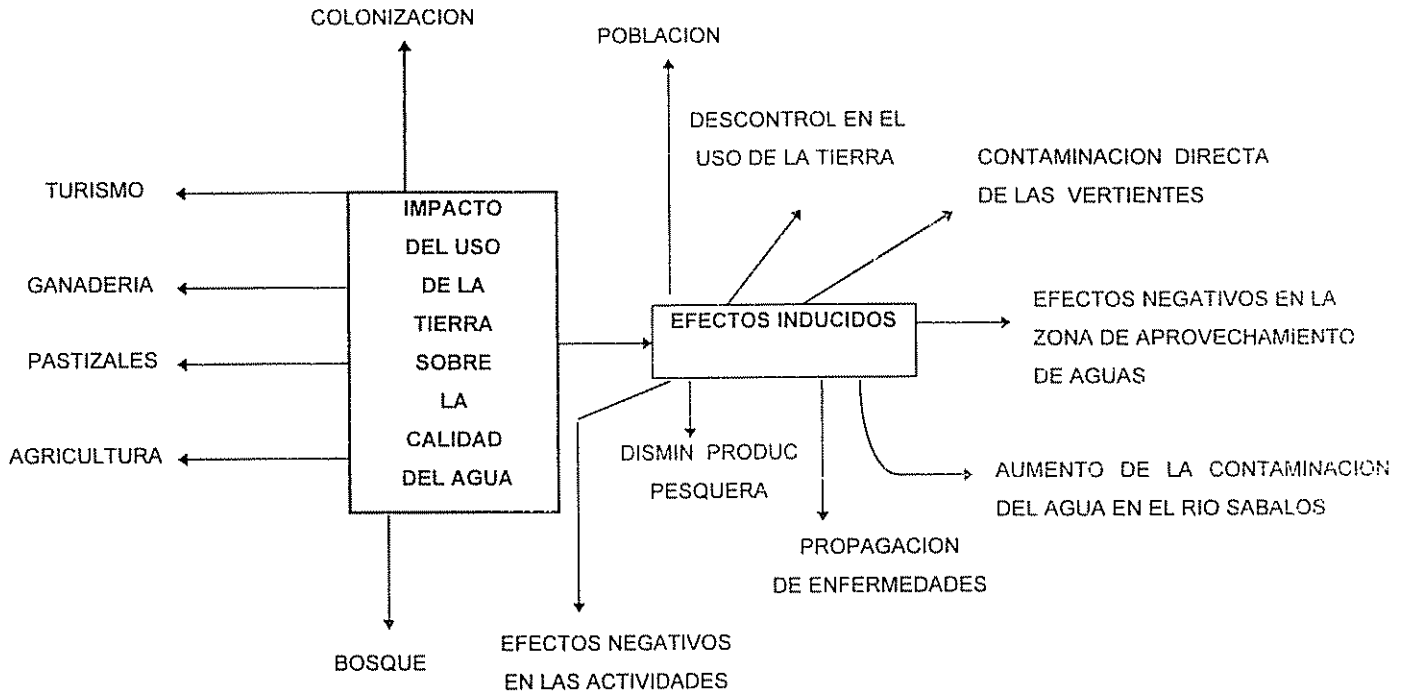 COLONIZACION
POBLACION
DESCONTROL EN EL
USO DE LA TIERRA
CONTAMINACION DIRECTA
DE LAS VERTIENTES
TURISMO
GANADERIA
PASTIZALES
AGRICULTURA
IMPACTO
DEL USO
DE LA
TIERRA
SOBRE
LA
CALIDAD
DEL AGUA
EFECTOS INDUCIDOS
EFECTOS NEGATIVOS EN LA
ZONA DE APROVECHAMIENTO
DE AGUAS
DISMIN PRODUC
PESQUERA
AUMENTO DE LA CONTAMINACION
DEL AGUA EN EL RIO SABALOS
PROPAGACION
DE ENFERMEDADES
BOSQUE
EFECTOS NEGATIVOS
EN LAS ACTIVIDADES